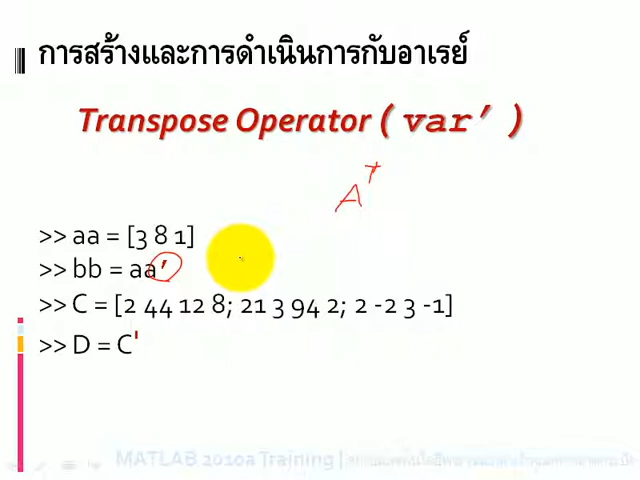 การสร้างและการดำเนินการกับอาเรย์
Transpose Operator ( var' )
A^T
>> aa = [3 8 1]
>> bb = aa'
>> C = [2 44 12 8; 21 3 94 2; 2 -2 3 -1]
>> D = C'
MATLAB 2010a Training |